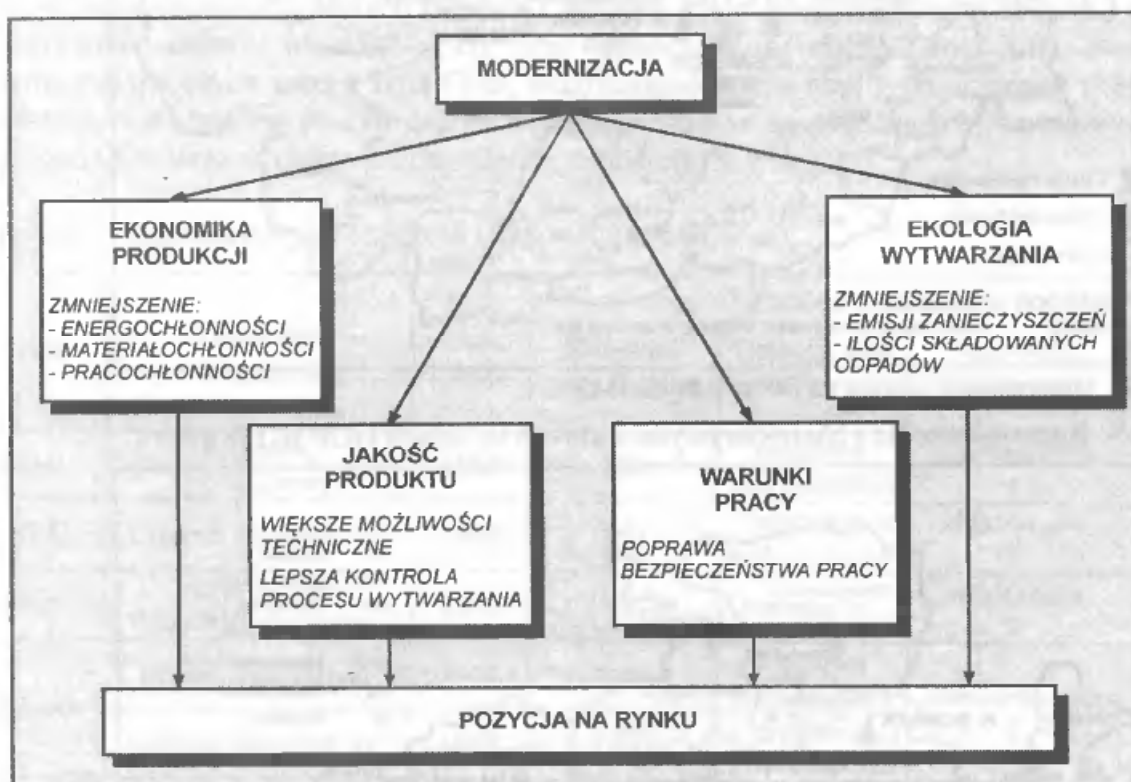 MODERNIZACJA
EKONOMIKA
PRODUKCJI
ZMNIEJSZENIE:
- ENERGOCHŁONNOŚCI
- MATERIAŁOCHŁONNOŚCI
- PRACOCHŁONNOŚCI
EKOLOGIA
WYTWARZANIA
ZMNIEJSZENIE:
- EMISJI ZANIECZYSZCZEŃ
- ILOŚCI SKŁADOWANYCH
ODPADÓW
JAKOŚĆ
PRODUKTU
WIĘKSZE MOŻLIWOŚCI
TECHNICZNE
LEPSZA KONTROLA
PROCESU WYTWARZANIA
WARUNKI
PRACY
POPRAWA
BEZPIECZEŃSTWA PRACY
POZYCJA NA RYNKU